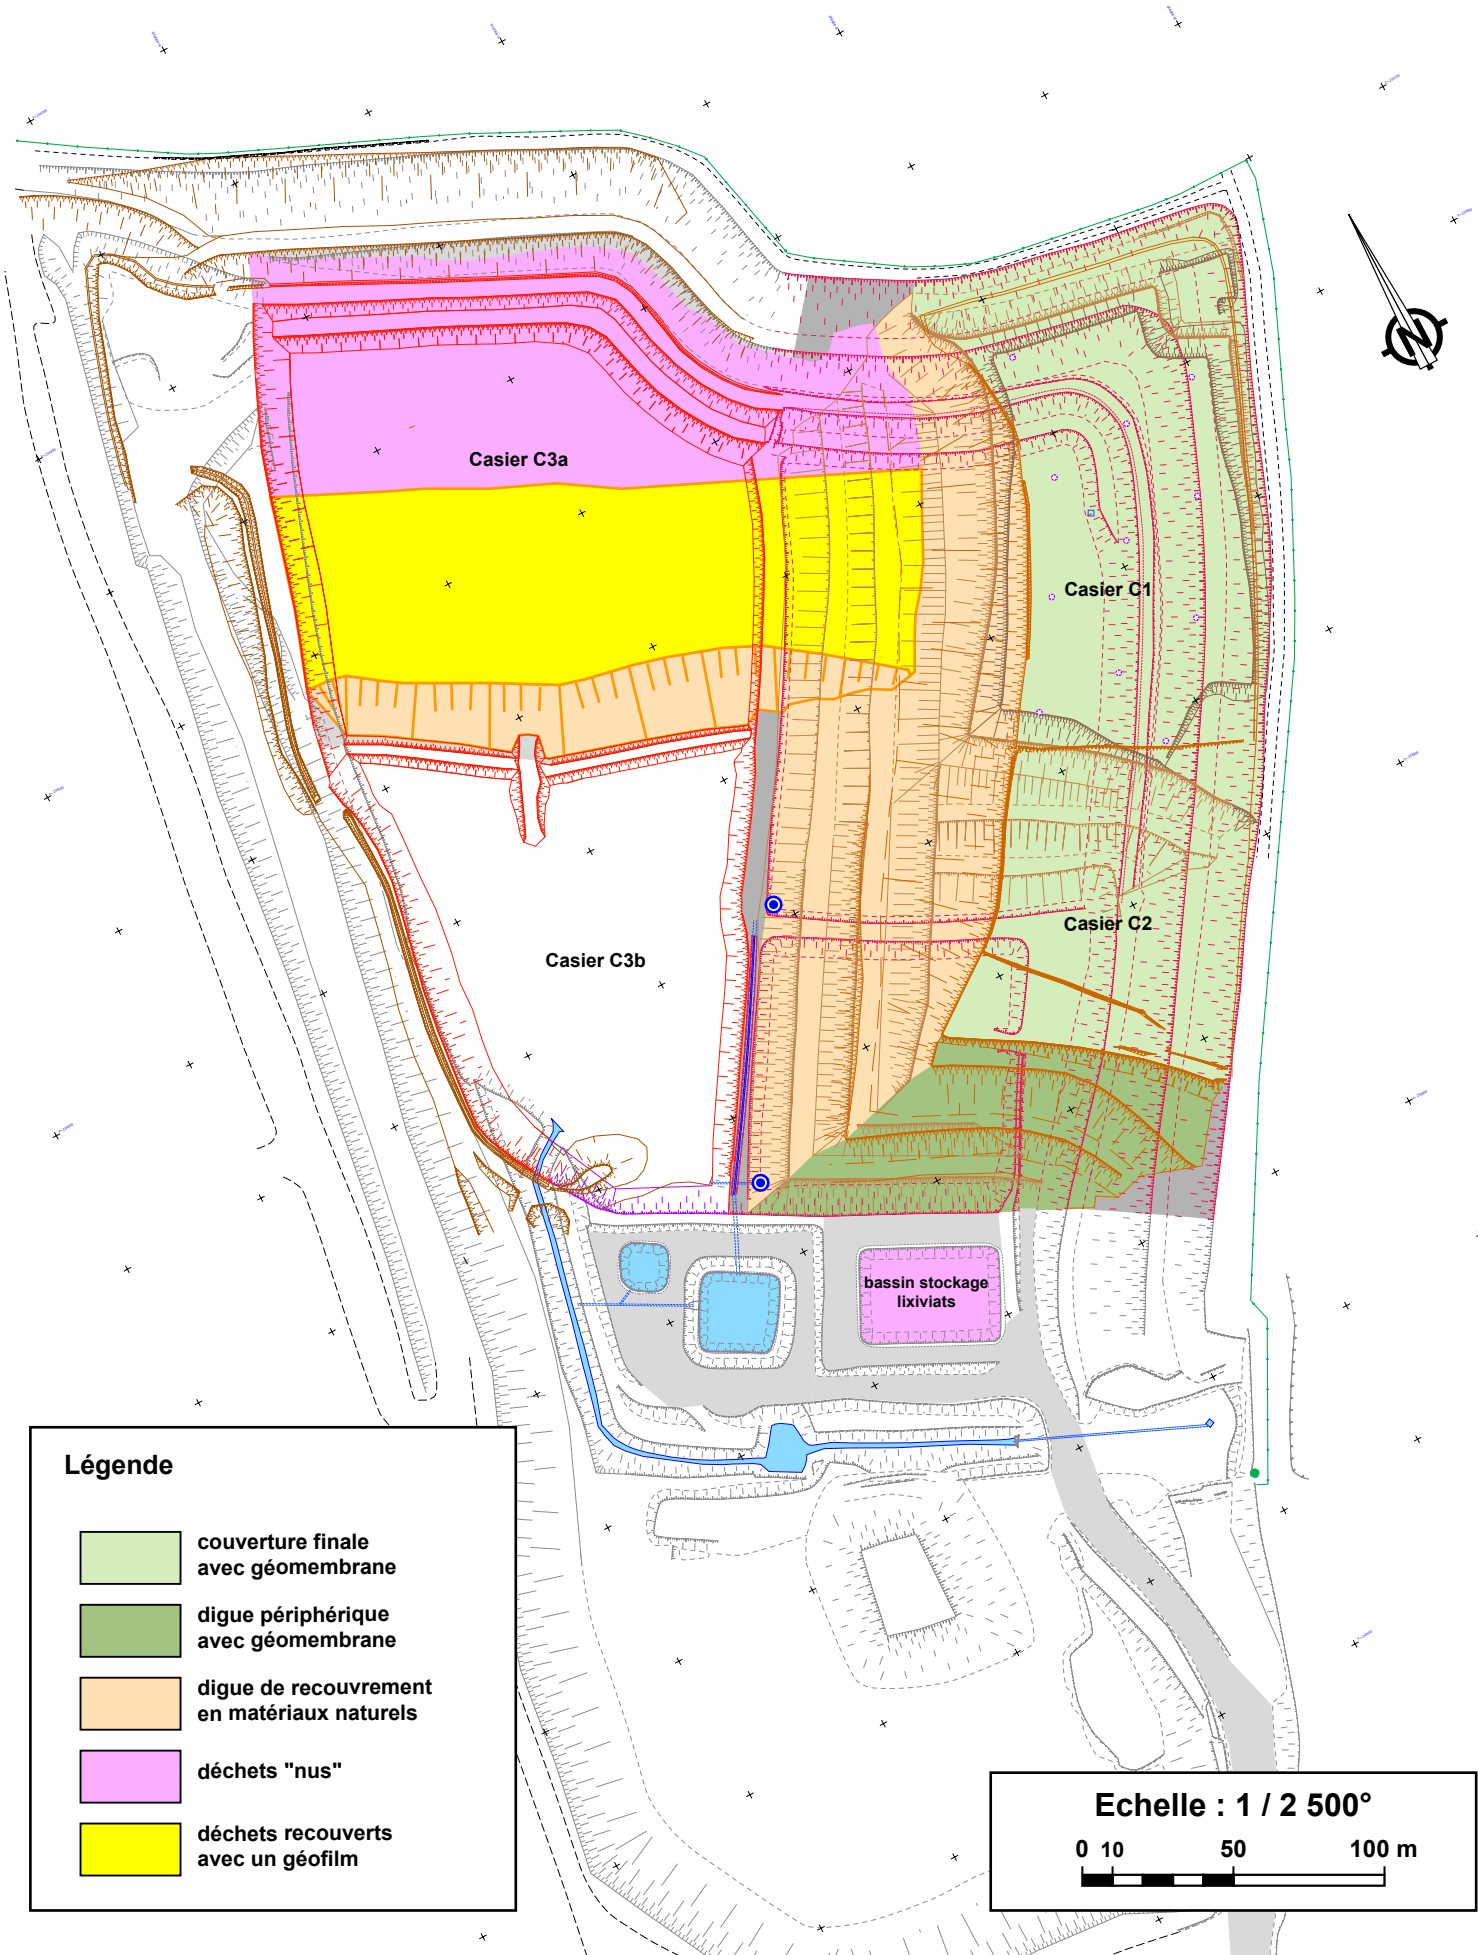 N
Casier C3a
Casier C1
Casier C2
Casier C3b
bassin stockage
lixiviats
Légende
couverture finale
avec géomembrane
digue périphérique
avec géomembrane
digue de recouvrement
en matériaux naturels
déchets "nus"
déchets recouverts
avec un géofilm
Echelle : 1 / 2 500°
0 10 50 100 m